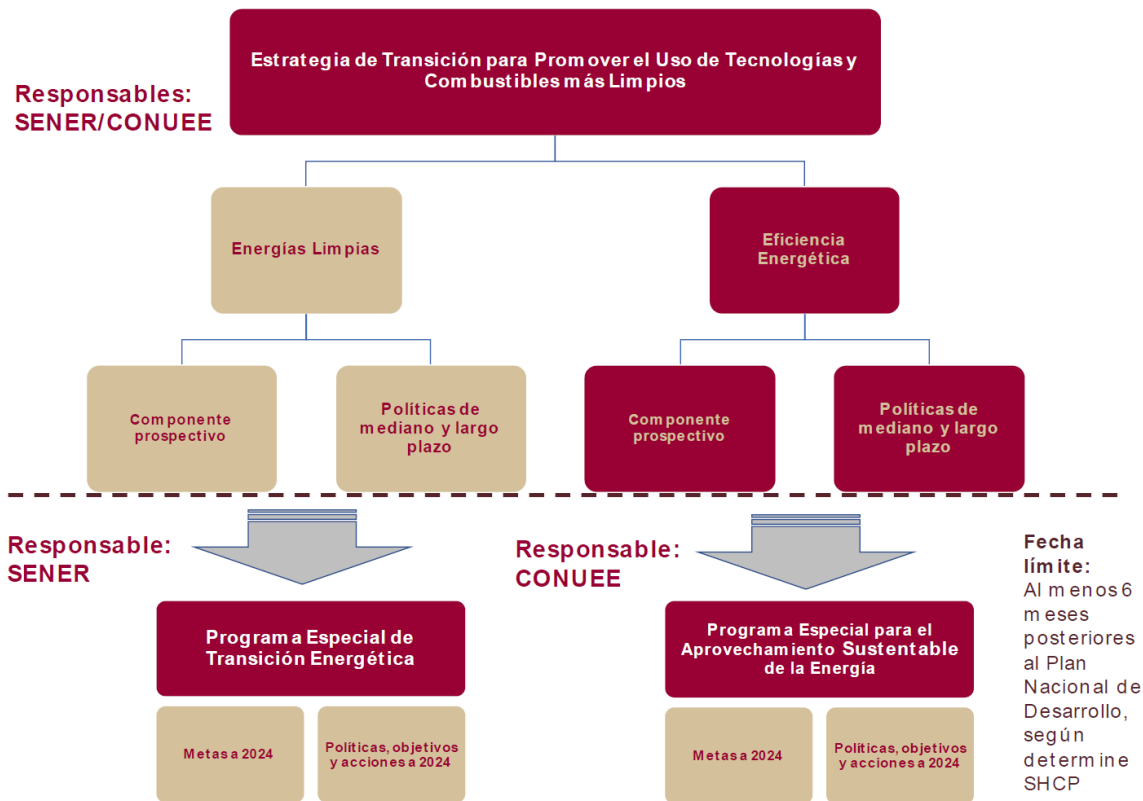 Estrategia de Transición para Promover el Uso de Tecnologías y
Combustibles más Limpios
Responsables:
SENER/CONUEE
Energías Limpias
Eficiencia
Energética
Componente
prospectivo
Políticas de
mediano y largo
plazo
Componente
prospectivo
Políticas de
mediano y largo
plazo
Responsable:
SENER
Responsable:
CONUEE
Fecha
límite:
Al menos 6
meses
posteriores
al Plan
Nacional de
Desarrollo,
según
determine
SHCP
Programa Especial de
Transición Energética
Programa Especial para el
Aprovechamiento Sustentable
de la Energía
Metas a 2024
Políticas, objetivos
y acciones a 2024
Metas a 2024
Políticas, objetivos
y acciones a 2024